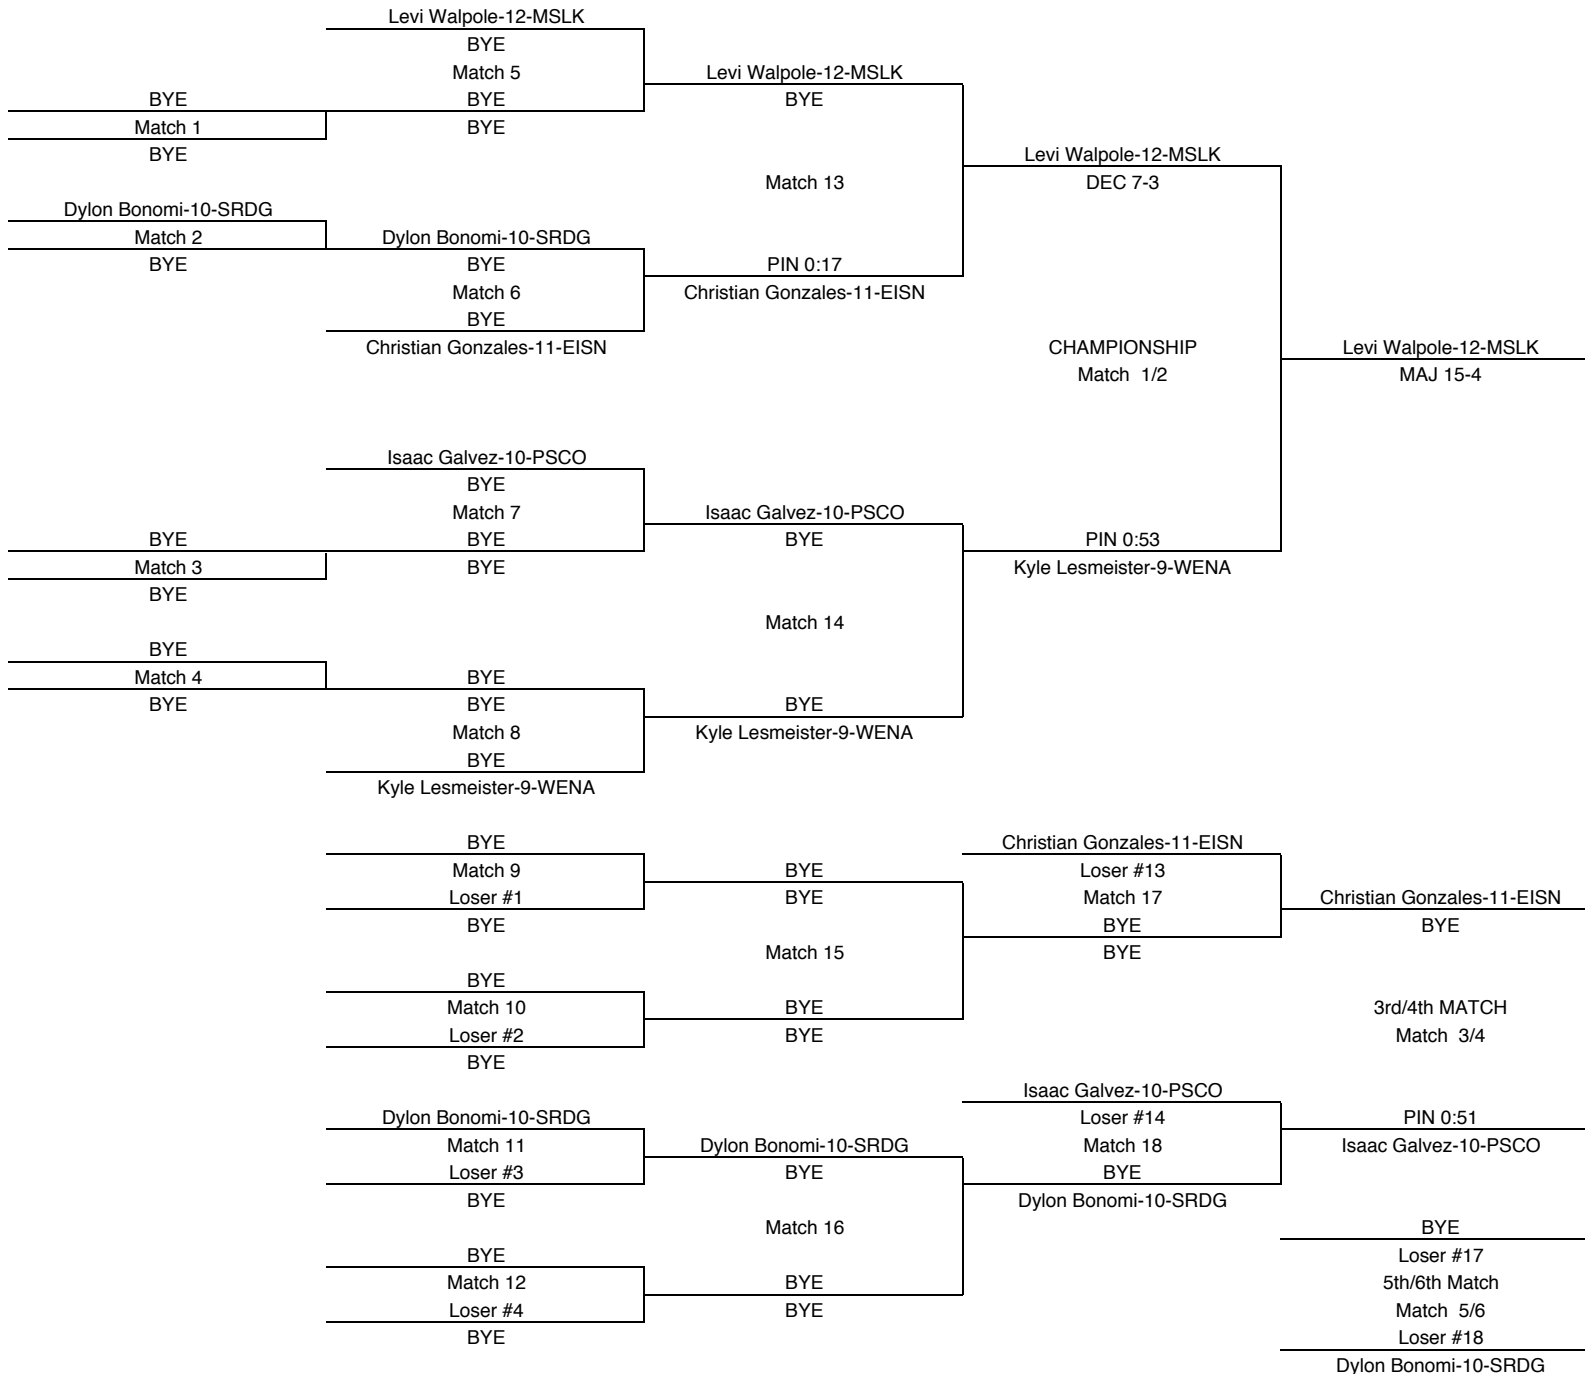 Levi Walpole-12-MSLK
BYE
Match 5
Levi Walpole-12-MSLK
BYE
BYE
BYE
Match 1
BYE
BYE
Levi Walpole-12-MSLK
Match 13
DEC 7-3
Dylon Bonomi-10-SRDG
Match 2
Dylon Bonomi-10-SRDG
BYE
BYE
PIN 0:17
Match 6
Christian Gonzales-11-EISN
BYE
Christian Gonzales-11-EISN
CHAMPIONSHIP
Levi Walpole-12-MSLK
Match 1/2
MAJ 15-4
Isaac Galvez-10-PSCO
BYE
Match 7
Isaac Galvez-10-PSCO
BYE
BYE
BYE
PIN 0:53
Match 3
BYE
Kyle Lesmeister-9-WENA
BYE
Match 14
BYE
Match 4
BYE
BYE
BYE
BYE
Match 8
Kyle Lesmeister-9-WENA
BYE
Kyle Lesmeister-9-WENA
BYE
Christian Gonzales-11-EISN
Match 9
BYE
Loser #13
Loser #1
BYE
Match 17
Christian Gonzales-11-EISN
BYE
BYE
BYE
Match 15
BYE
BYE
Match 10
BYE
3rd/4th MATCH
Loser #2
BYE
Match 3/4
BYE
Isaac Galvez-10-PSCO
Dylon Bonomi-10-SRDG
Loser #14
PIN 0:51
Match 11
Dylon Bonomi-10-SRDG
Match 18
Isaac Galvez-10-PSCO
Loser #3
BYE
BYE
BYE
Dylon Bonomi-10-SRDG
Match 16
BYE
BYE
Loser #17
Match 12
BYE
5th/6th Match
Loser #4
BYE
Match 5/6
BYE
Loser #18
Dylon Bonomi-10-SRDG